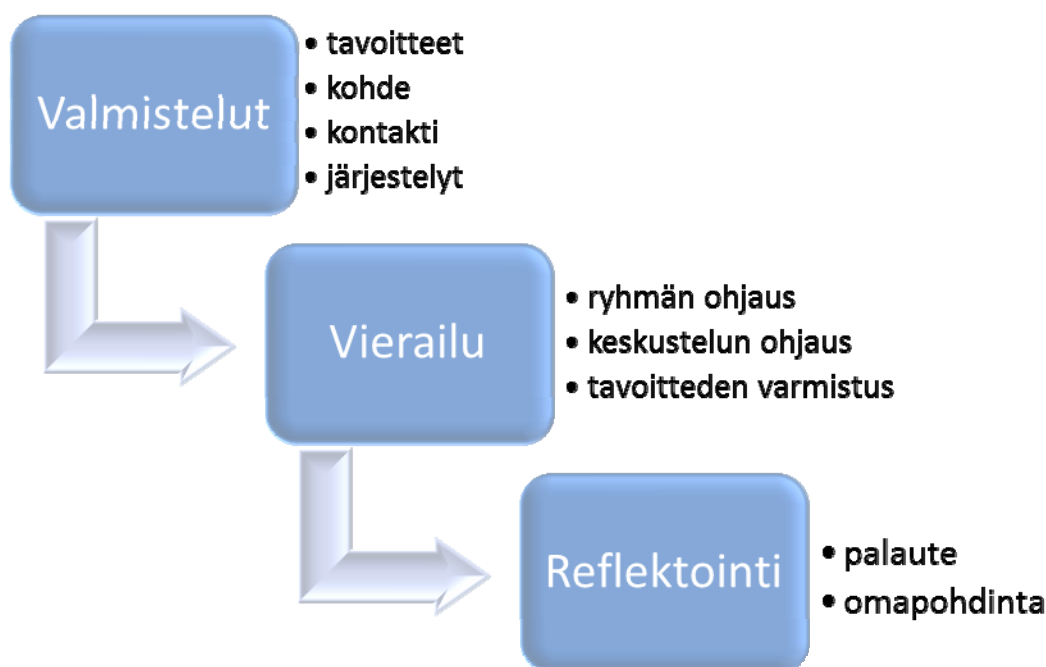 Valmistelut
• tavoitteet
• kohde
• kontakti
• järjestelyt
Vierailu
• ryhmän ohjaus
• keskustelun ohjaus
• tavoitteden varmistus
Reflektointi
• palaute
• omapohdinta